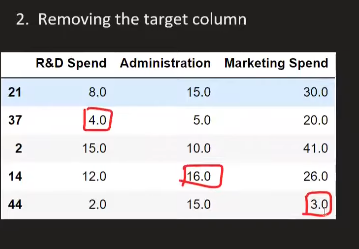 2. Removing the target column
R&D Spend Administration Marketing Spend
21 8.0 15.0 30.0
37 4.0 5.0 20.0
2 15.0 10.0 41.0
14 12.0 16.0 26.0
44 2.0 15.0 3.0